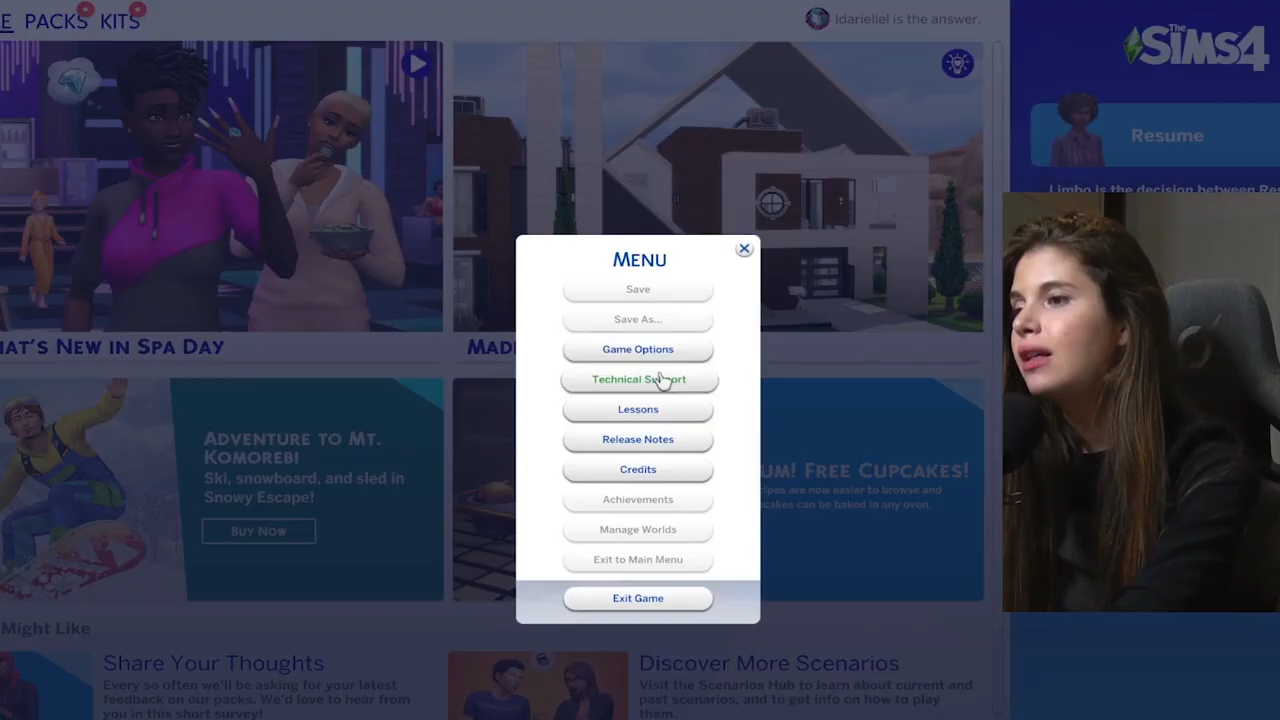 E PACKS KITS
idariellel is the answer.
The SIMS 4
Resume
Limbo is the decision between
HAT'S NEW IN SPA DAY
MAD
MENU
Save
Save As...
Game Options
Technical Support
Lessons
Release Notes
Credits
Achievements
Manage Worlds
Exit to Main Menu
Exit Game
ADVENTURE TO MT.
KOMOREBI
Ski, snowboard, and sled in
Snowy Escape!
BUY NOW
UM! FREE CUPCAKES!
ipes are now easier to browse and
cakes can be baked in any oven.
Might Like
Share Your Thoughts
Every so often we'll be asking for your latest
feedback on our packs. We'd love to hear from
you in this short survey!
Discover More Scenarios
Visit the Scenarios Hub to learn about current and
past scenarios, and to get info on how to play
them.